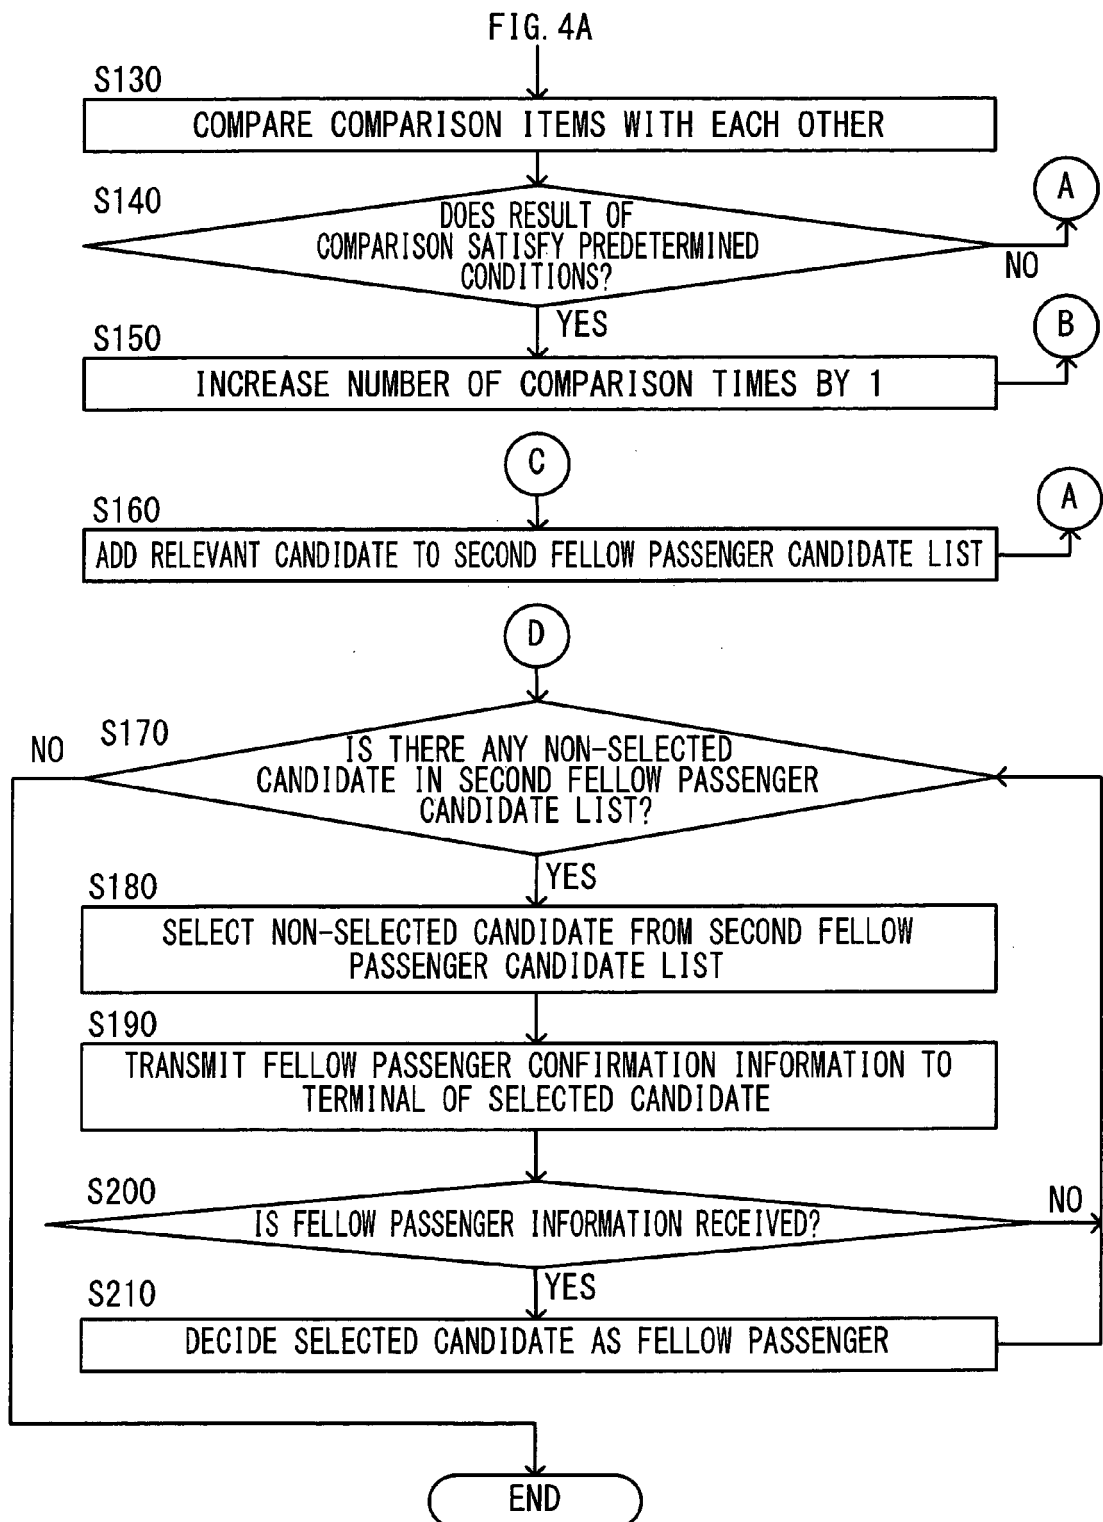 FIG. 4A
S130
COMPARE COMPARISON ITEMS WITH EACH OTHER
S140
DOES RESULT OF
COMPARISON SATISFY PREDETERMINED
CONDITIONS?
A
NO
YES
S150
INCREASE NUMBER OF COMPARISON TIMES BY 1
B
C
S160
ADD RELEVANT CANDIDATE TO SECOND FELLOW PASSENGER CANDIDATE LIST
A
D
S170
NO
IS THERE ANY NON-SELECTED
CANDIDATE IN SECOND FELLOW PASSENGER
CANDIDATE LIST?
YES
S180
SELECT NON-SELECTED CANDIDATE FROM SECOND FELLOW
PASSENGER CANDIDATE LIST
S190
TRANSMIT FELLOW PASSENGER CONFIRMATION INFORMATION TO
TERMINAL OF SELECTED CANDIDATE
S200
IS FELLOW PASSENGER INFORMATION RECEIVED?
NO
YES
S210
DECIDE SELECTED CANDIDATE AS FELLOW PASSENGER
END